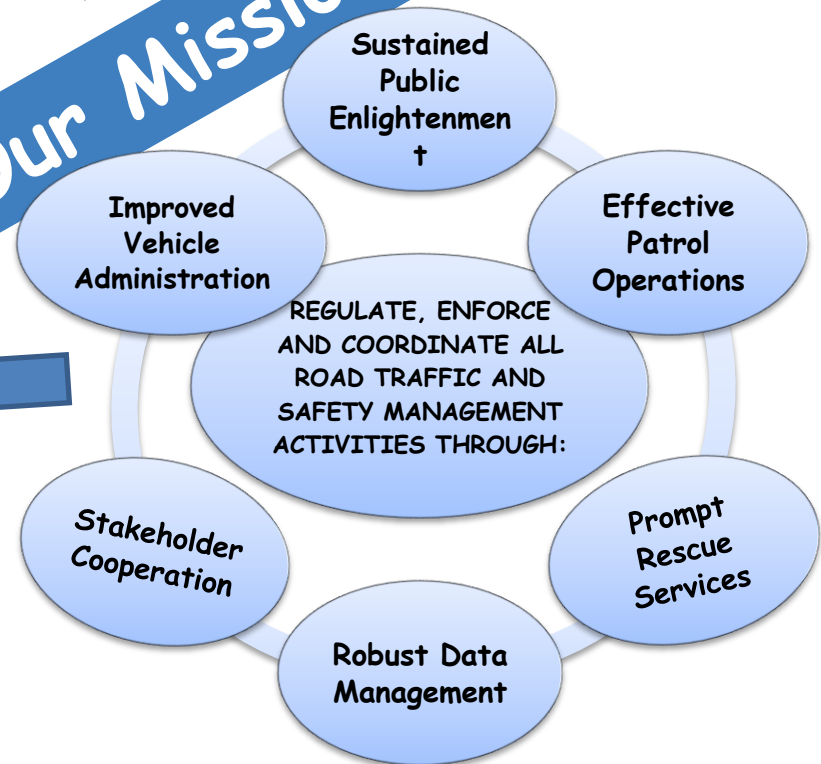 Our Missio
Sustained
Public
Enlightenmen
t
Effective
Patrol
Operations
Prompt
Rescue
Services
Robust Data
Management
Stakeholder
Cooperation
Improved
Vehicle
Administration
REGULATE, ENFORCE
AND COORDINATE ALL
ROAD TRAFFIC AND
SAFETY MANAGEMENT
ACTIVITIES THROUGH: